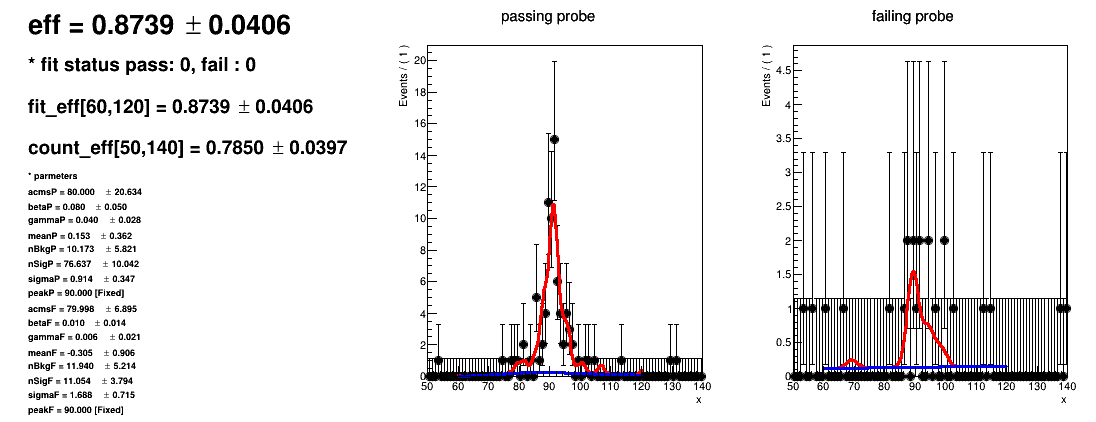 eff = 0.8739 ± 0.0406
* fit status pass: 0, fail : 0
fit_eff[60,120] = 0.8739 ± 0.0406
count_eff[50,140] = 0.7850 ± 0.0397
* parmeters
acmsP = 80.000 ± 20.634
betaP = 0.080 ± 0.050
gammaP = 0.040 ± 0.028
meanP = 0.153 ± 0.362
nBkgP = 10.173 ± 5.821
nSigP = 76.637 ± 10.042
sigmaP = 0.914 ± 0.347
peakP = 90.000 [Fixed]
acmsF = 79.998 ± 6.895
betaF = 0.010 ± 0.014
gammaF = 0.006 ± 0.021
meanF = -0.305 ± 0.906
nBkgF = 11.940 ± 5.214
nSigF = 11.054 ± 3.794
sigmaF = 1.688 ± 0.715
peakF = 90.000 [Fixed]
passing probe
Events / ( 1 )
20
18
16
14
12
10
8
6
4
2
0
50 60 70 80 90 100 110 120 130 140
x
failing probe
Events / ( 1 )
4.5
4
3.5
3
2.5
2
1.5
1
0.5
0
50 60 70 80 90 100 110 120 130 140
x